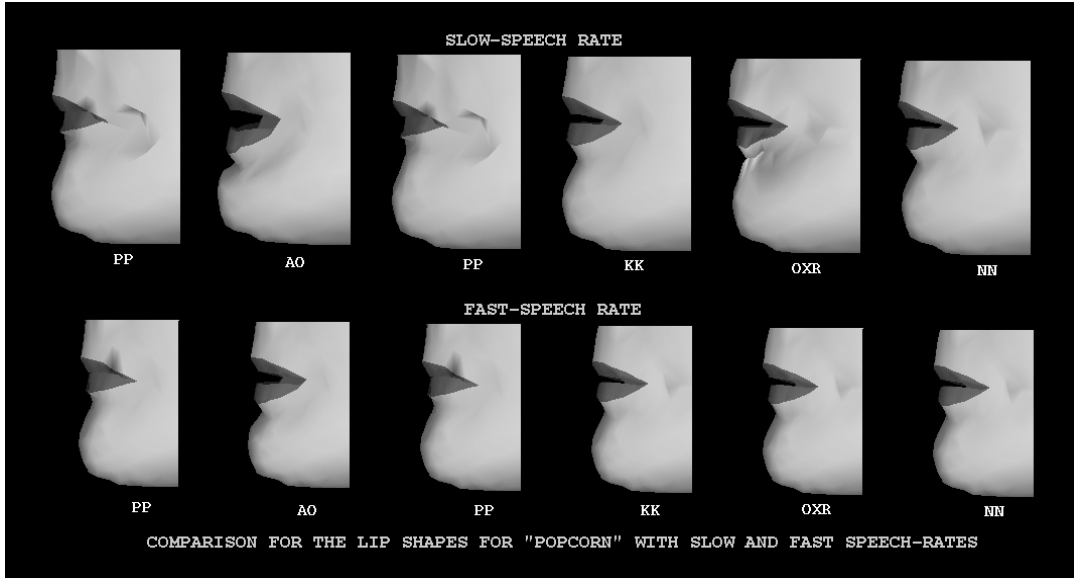 SLOW-SPEECH RATE
PP AO PP KK OXR NN
FAST-SPEECH RATE
PP AO PP KK OXR NN
COMPARISON FOR THE LIP SHAPES FOR "POPCORN" WITH SLOW AND FAST SPEECH-RATES